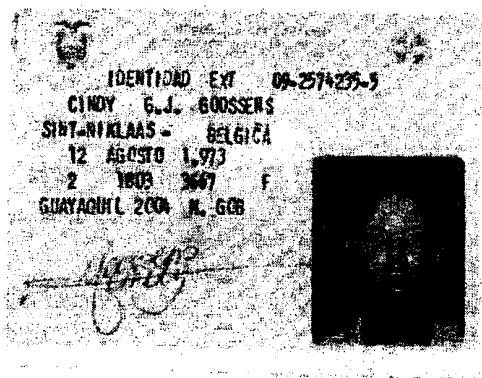 IDENTIDAD EXT 09-2574235-5
CINDY G.J. GOOSSENS
SINT-NIKLAAS - BELGICA
12 AGOSTO 1,973
2 1803 3667 F
GUAYAQUIL 2004 M. GOB